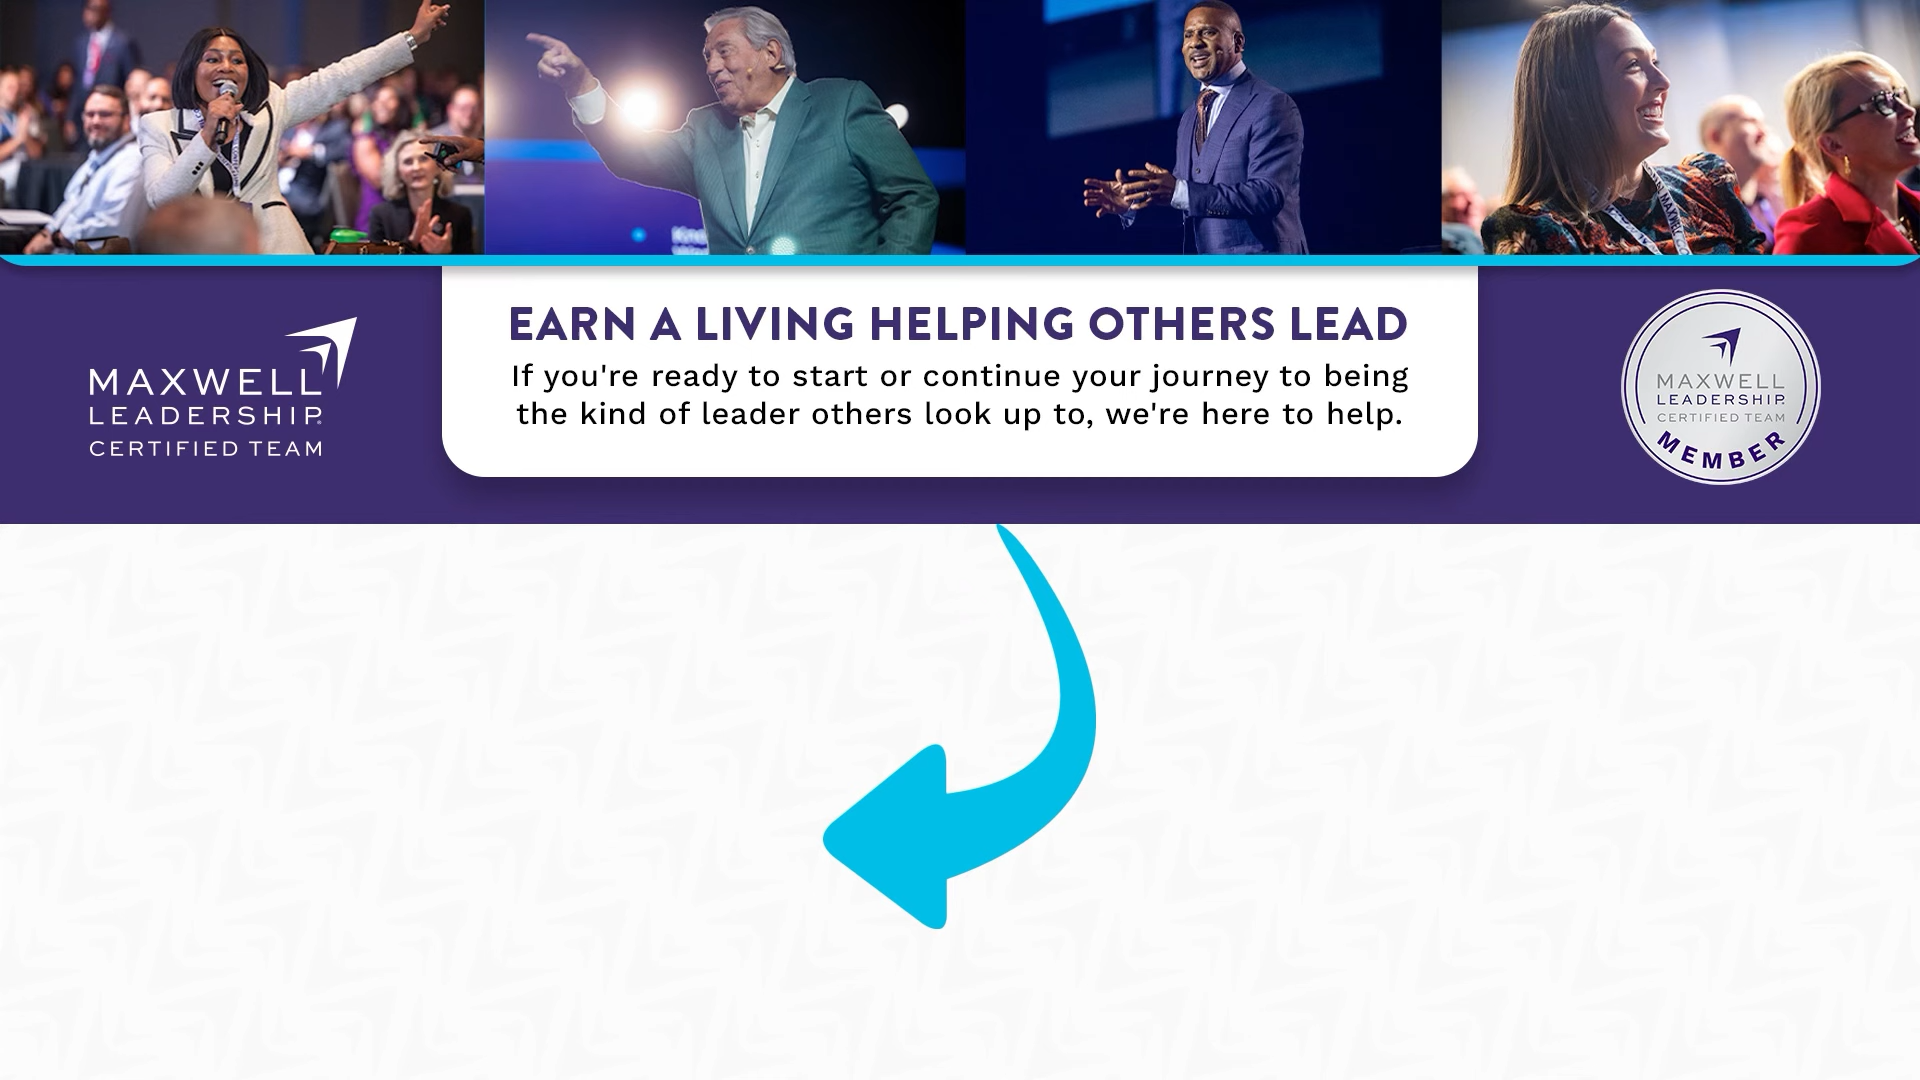 EARN A LIVING HELPING OTHERS LEAD
If you're ready to start or continue your journey to being
the kind of leader others look up to, we're here to help.
MAXWELL
LEADERSHIP®
CERTIFIED TEAM
MAXWELL
LEADERSHIP
CERTIFIED TEAM
MEMBER